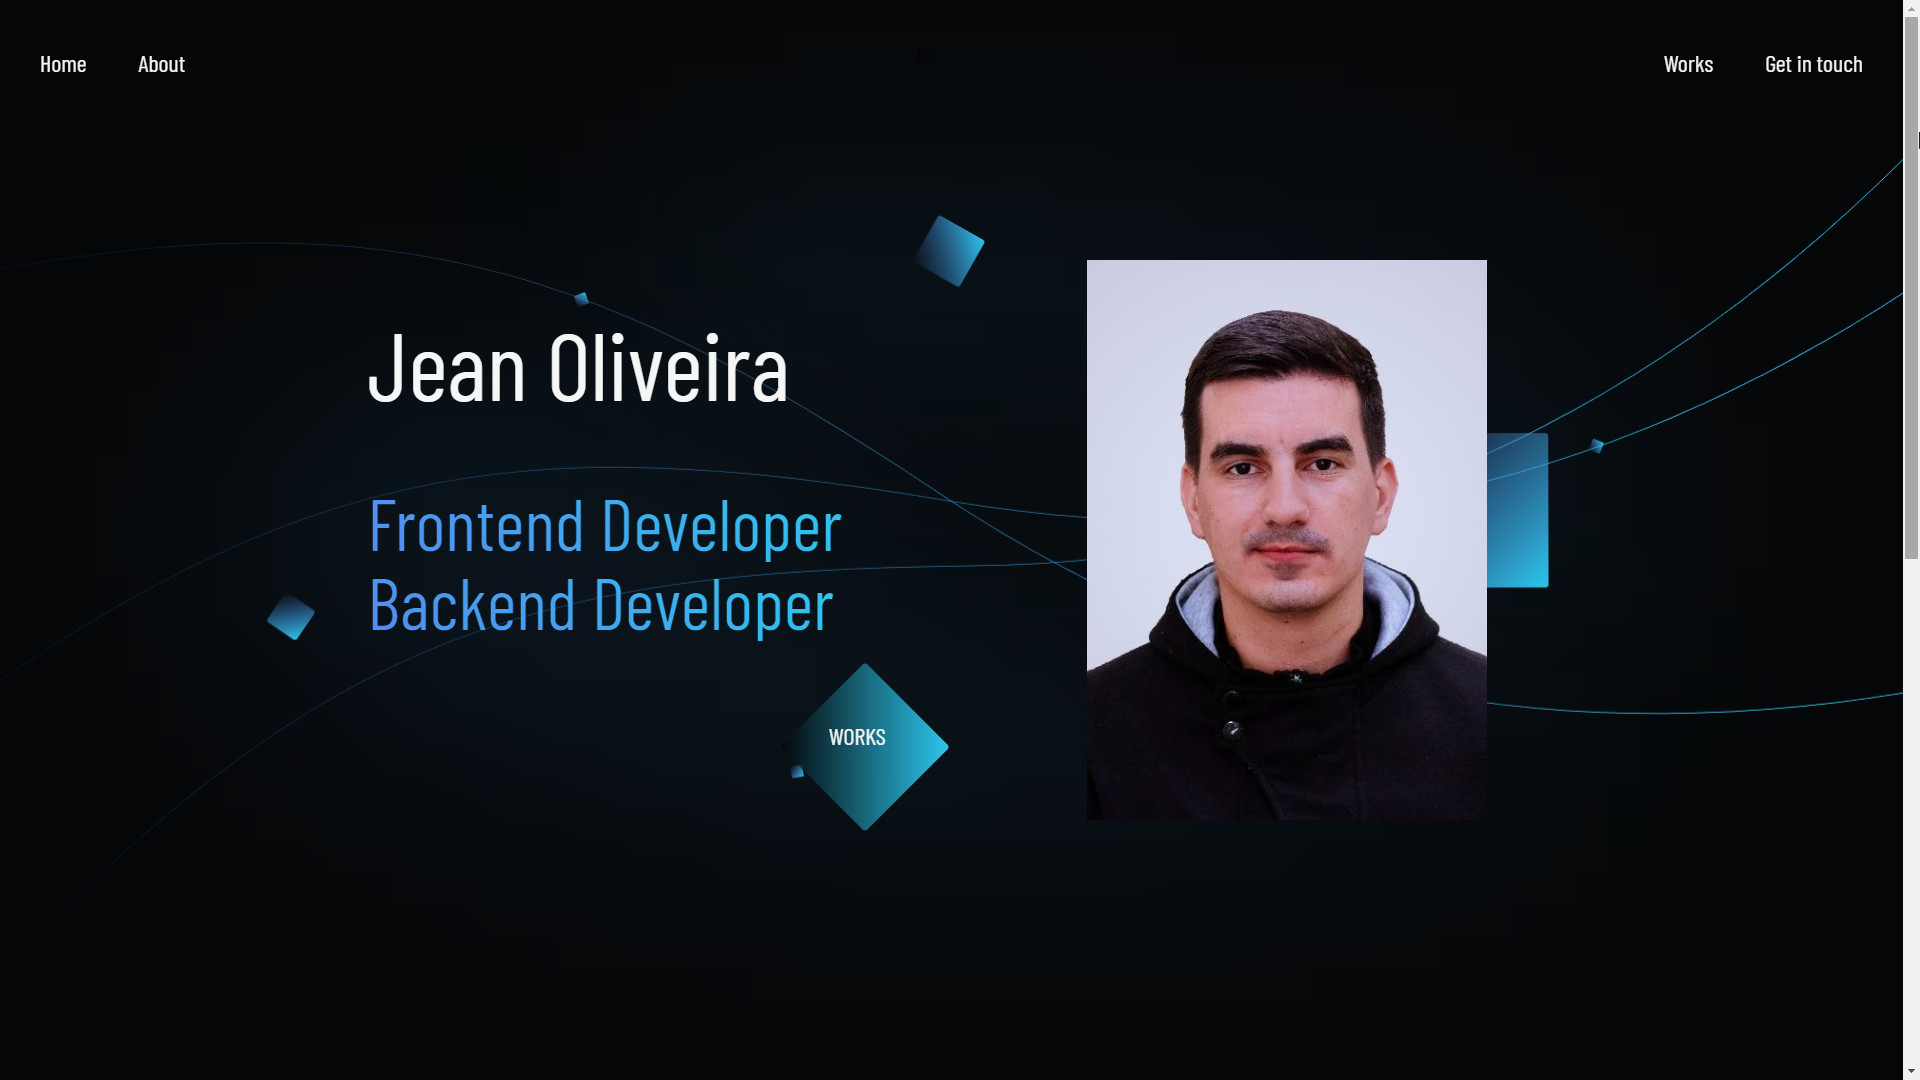 Home
About
Works
Get in touch
Jean Oliveira
Frontend Developer
Backend Developer
WORKS